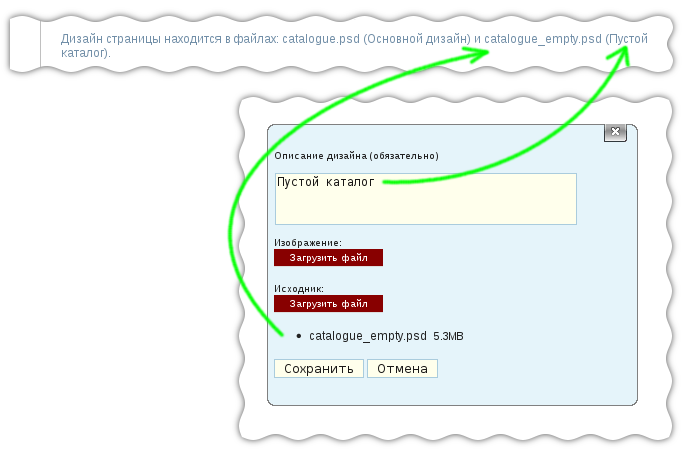 Дизайн страницы находится в файлах: catalogue.psd (Основной дизайн) и catalogue_empty.psd (Пустой
каталог).
Описание дизайна (обязательно)
Пустой каталог
Изображение:
Загрузить файл
Исходник:
Загрузить файл
• catalogue_empty.psd 5.3MB
Сохранить Отмена